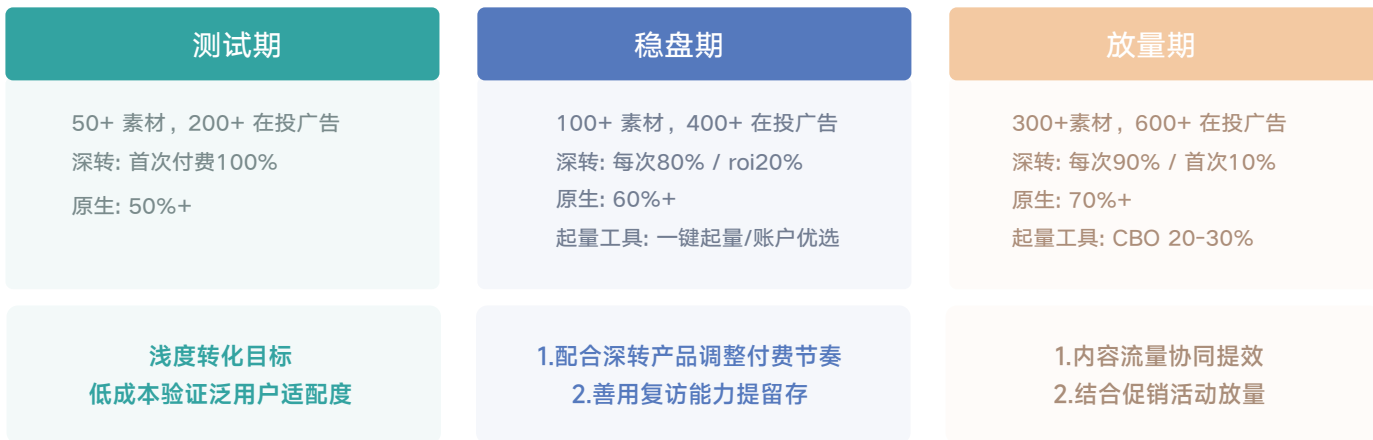 测试期
50+ 素材，200+ 在投广告
深转: 首次付费100%
原生: 50%+
浅度转化目标
低成本验证泛用户适配度
稳盘期
100+ 素材，400+ 在投广告
深转: 每次80% / roi20%
原生: 60%+
起量工具: 一键起量/账户优选
1.配合深转产品调整付费节奏
2.善用复访能力提留存
放量期
300+素材，600+ 在投广告
深转: 每次90% / 首次10%
原生: 70%+
起量工具: CBO 20-30%
1.内容流量协同提效
2.结合促销活动放量